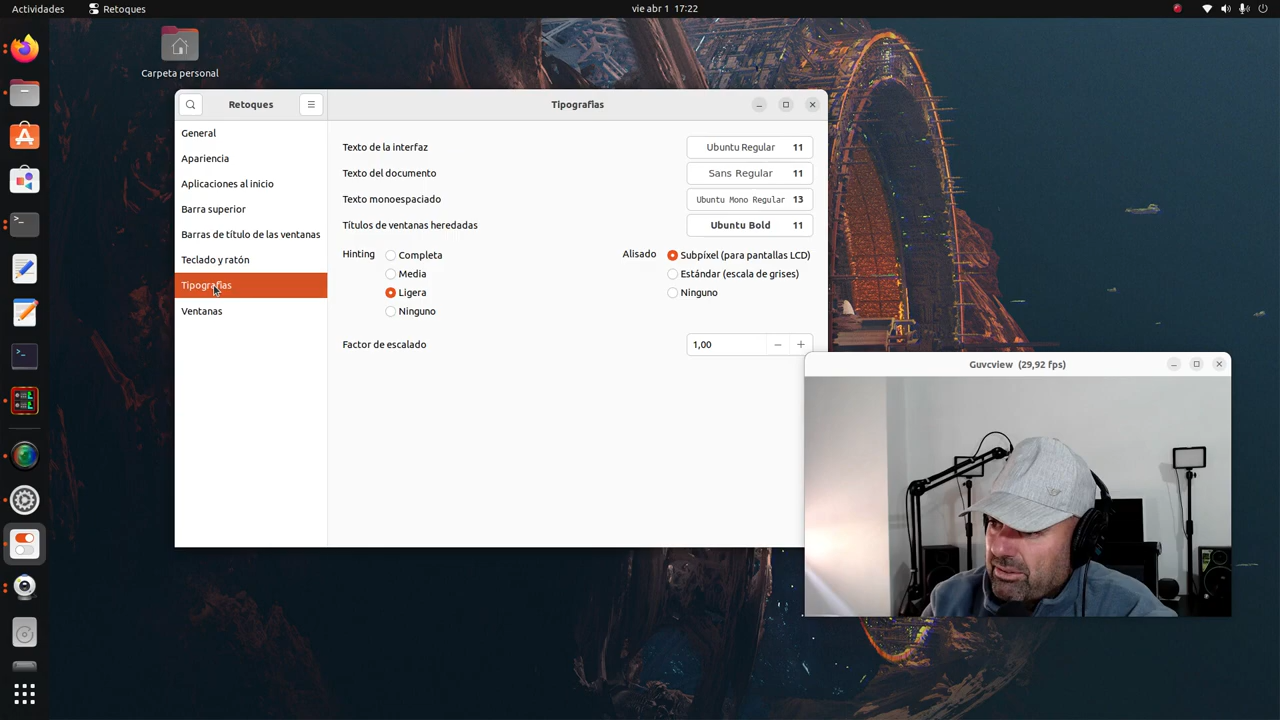 Actividades
Retoques
vie abr 1 17:22
Carpeta personal
Retoques
Tipografías
General
Apariencia
Aplicaciones al inicio
Barra superior
Barras de título de las ventanas
Teclado y ratón
Tipografías
Ventanas
Texto de la interfaz
Ubuntu Regular 11
Texto del documento
Sans Regular 11
Texto monoespaciado
Ubuntu Mono Regular 13
Títulos de ventanas heredadas
Ubuntu Bold 11
Hinting
Completa
Media
Ligera
Ninguno
Alisado
Subpíxel (para pantallas LCD)
Estándar (escala de grises)
Ninguno
Factor de escalado
1,00
Guvcview (29,92 fps)